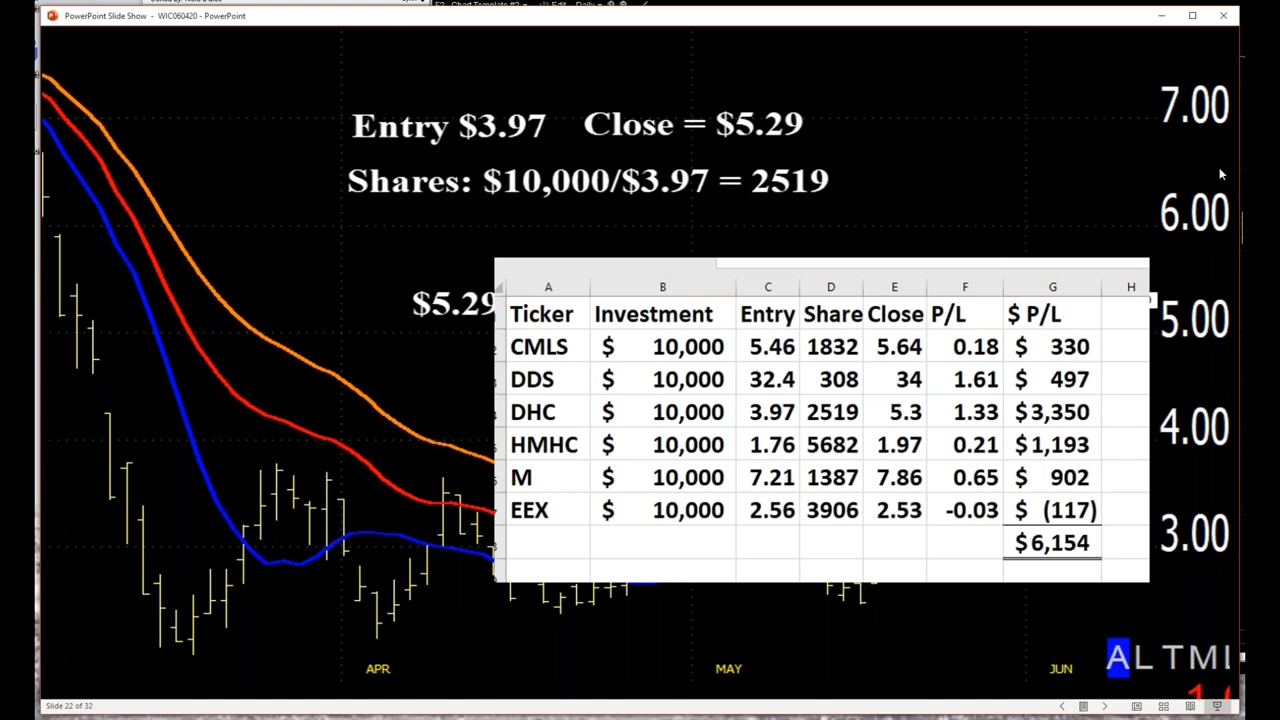 PowerPoint Slide Show - WIC060420 - PowerPoint
Entry $3.97 Close = $5.29
Shares: $10,000/$3.97 = 2519
$5.29
7.00
6.00
5.00
4.00
3.00
A B C D E F G H
Ticker Investment Entry Share Close P/L $ P/L
CMLS $ 10,000 5.46 1832 5.64 0.18 $ 330
DDS $ 10,000 32.4 308 34 1.61 $ 497
DHC $ 10,000 3.97 2519 5.3 1.33 $3,350
HMHC $ 10,000 1.76 5682 1.97 0.21 $1,193
M $ 10,000 7.21 1387 7.86 0.65 $ 902
EEX $ 10,000 2.56 3906 2.53 -0.03 $ (117)
$6,154
APR MAY JUN
ALTML
Slide 22 of 32